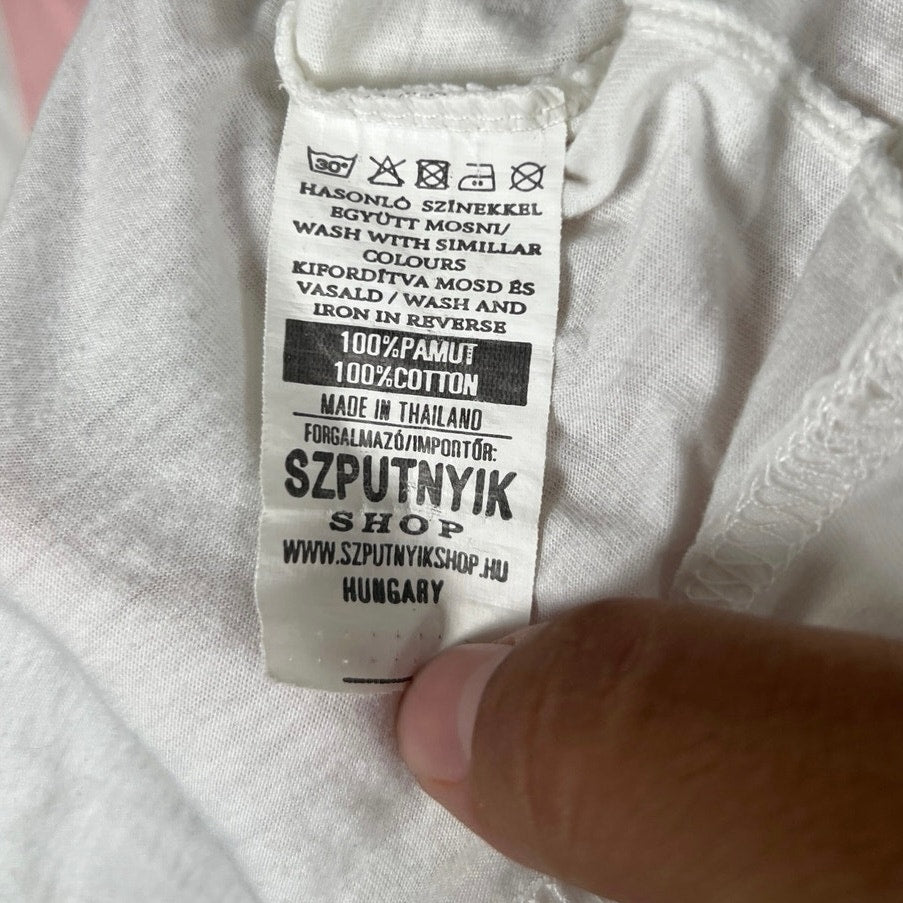 30°
HASONLÓ SZÍNEKKEL
EGYÜTT MOSNI/
WASH WITH SIMILLAR
COLOURS
KIFORDÍTVA MOSD ÉS
VASALD / WASH AND
IRON IN REVERSE
100%PAMUT
100%COTTON
MADE IN THAILAND
FORGALMAZÓ/IMPORTŐR:
SZPUTNYIK
SHOP
WWW.SZPUTNYIKSHOP.HU
HUNGARY